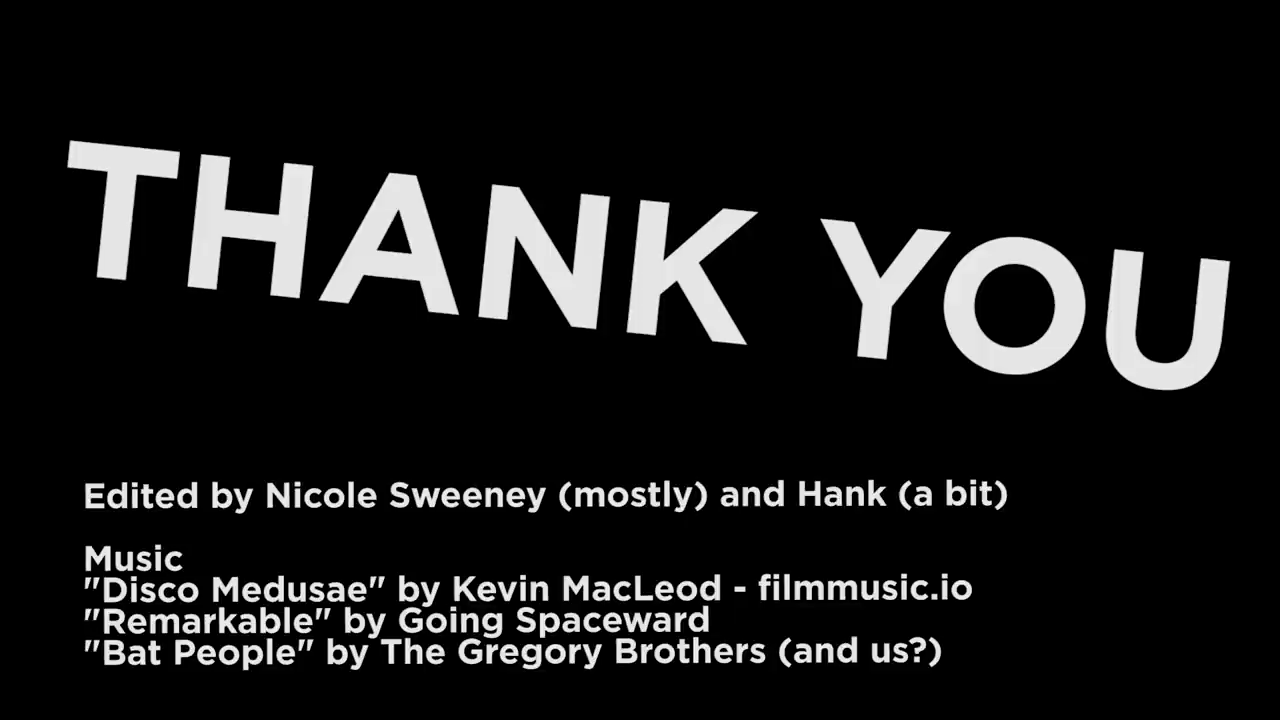 THANK YOU
Edited by Nicole Sweeney (mostly) and Hank (a bit)
Music
"Disco Medusae" by Kevin MacLeod - filmmusic.io
"Remarkable" by Going Spaceward
"Bat People" by The Gregory Brothers (and us?)